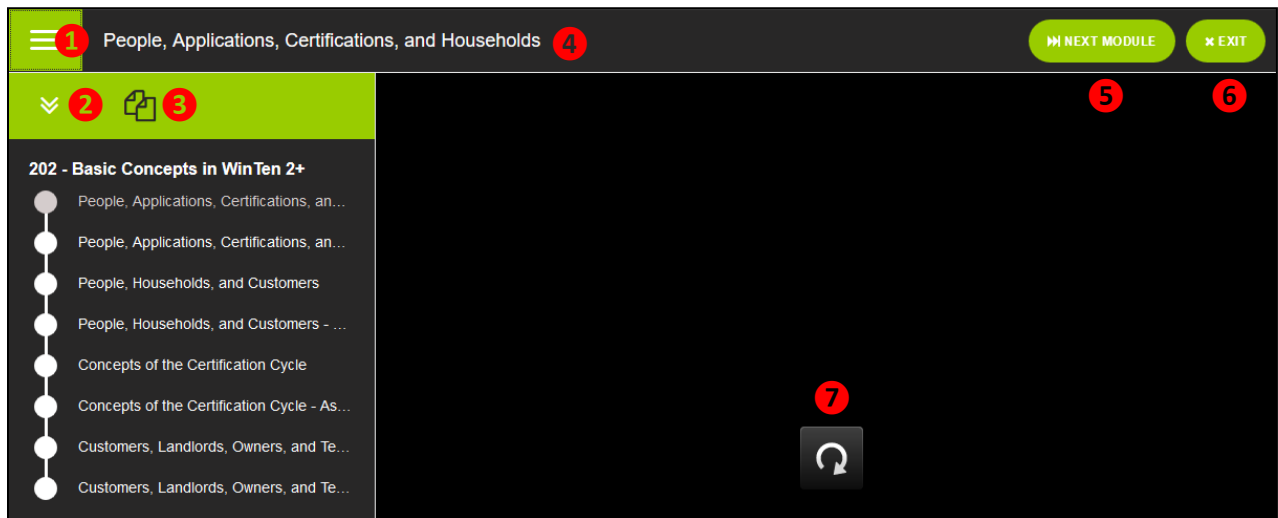 1 People, Applications, Certifications, and Households 4 NEXT MODULE EXIT
2 3 5 6
202 - Basic Concepts in WinTen 2+
People, Applications, Certifications, an...
People, Applications, Certifications, an...
People, Households, and Customers
People, Households, and Customers - ...
Concepts of the Certification Cycle
Concepts of the Certification Cycle - As...
7
Customers, Landlords, Owners, and Te...
Customers, Landlords, Owners, and Te...